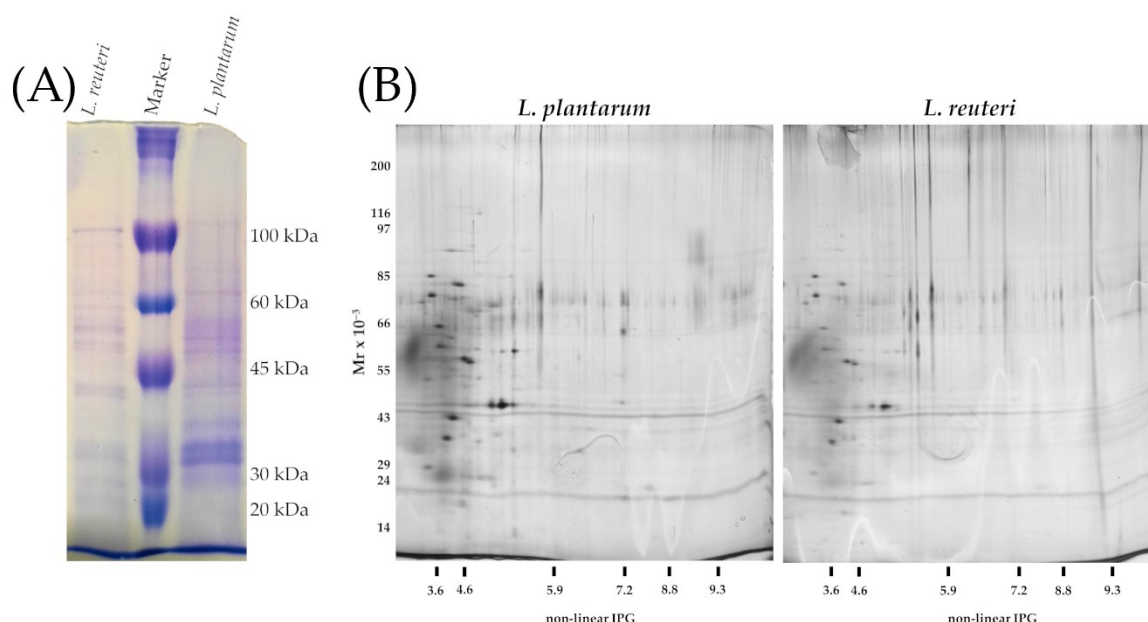 (A)
L. reuteri
Marker
L. plantarum
100 kDa
60 kDa
45 kDa
30 kDa
20 kDa
(B)
L. plantarum
L. reuteri
Mr x 10⁻³
200
116
97
85
66
55
43
29
24
14
3.6 4.6 5.9 7.2 8.8 9.3
non-linear IPG
3.6 4.6 5.9 7.2 8.8 9.3
non-linear IPG